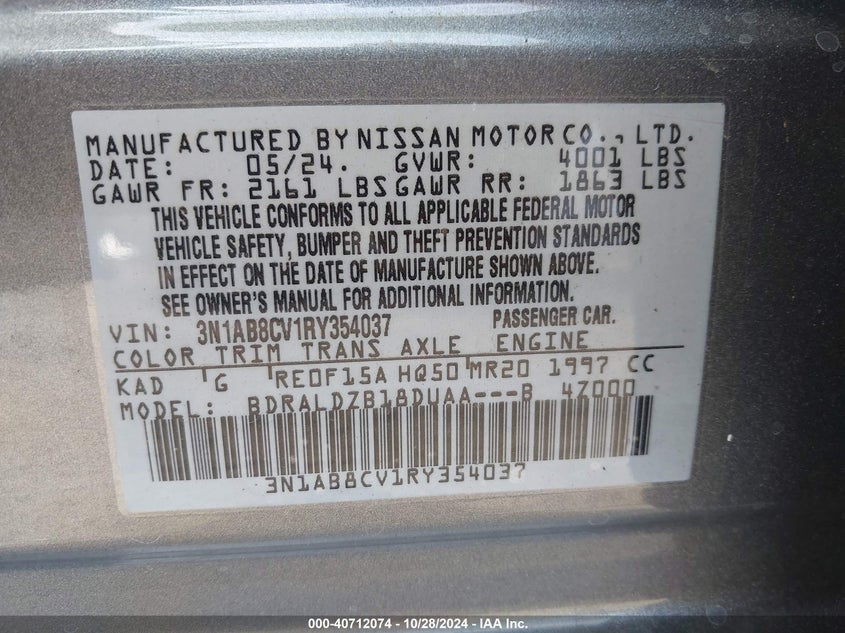 MANUFACTURED BY NISSAN MOTOR CO., LTD.
DATE: 05/24. GVWR: 4001 LBS
GAWR FR: 2161 LBS GAWR RR: 1863 LBS
THIS VEHICLE CONFORMS TO ALL APPLICABLE FEDERAL MOTOR
VEHICLE SAFETY, BUMPER AND THEFT PREVENTION STANDARDS
IN EFFECT ON THE DATE OF MANUFACTURE SHOWN ABOVE.
SEE OWNER'S MANUAL FOR ADDITIONAL INFORMATION.
VIN: 3N1AB8CV1RY354037 PASSENGER CAR.
COLOR TRIM TRANS AXLE ENGINE
KAD G RE0F15A HQ50 MR20 1997 CC
MODEL: BDRALDZB18DUAA---B 4Z000
3N1AB8CV1RY354037
000-40712074 - 10/28/2024 - IAA Inc.